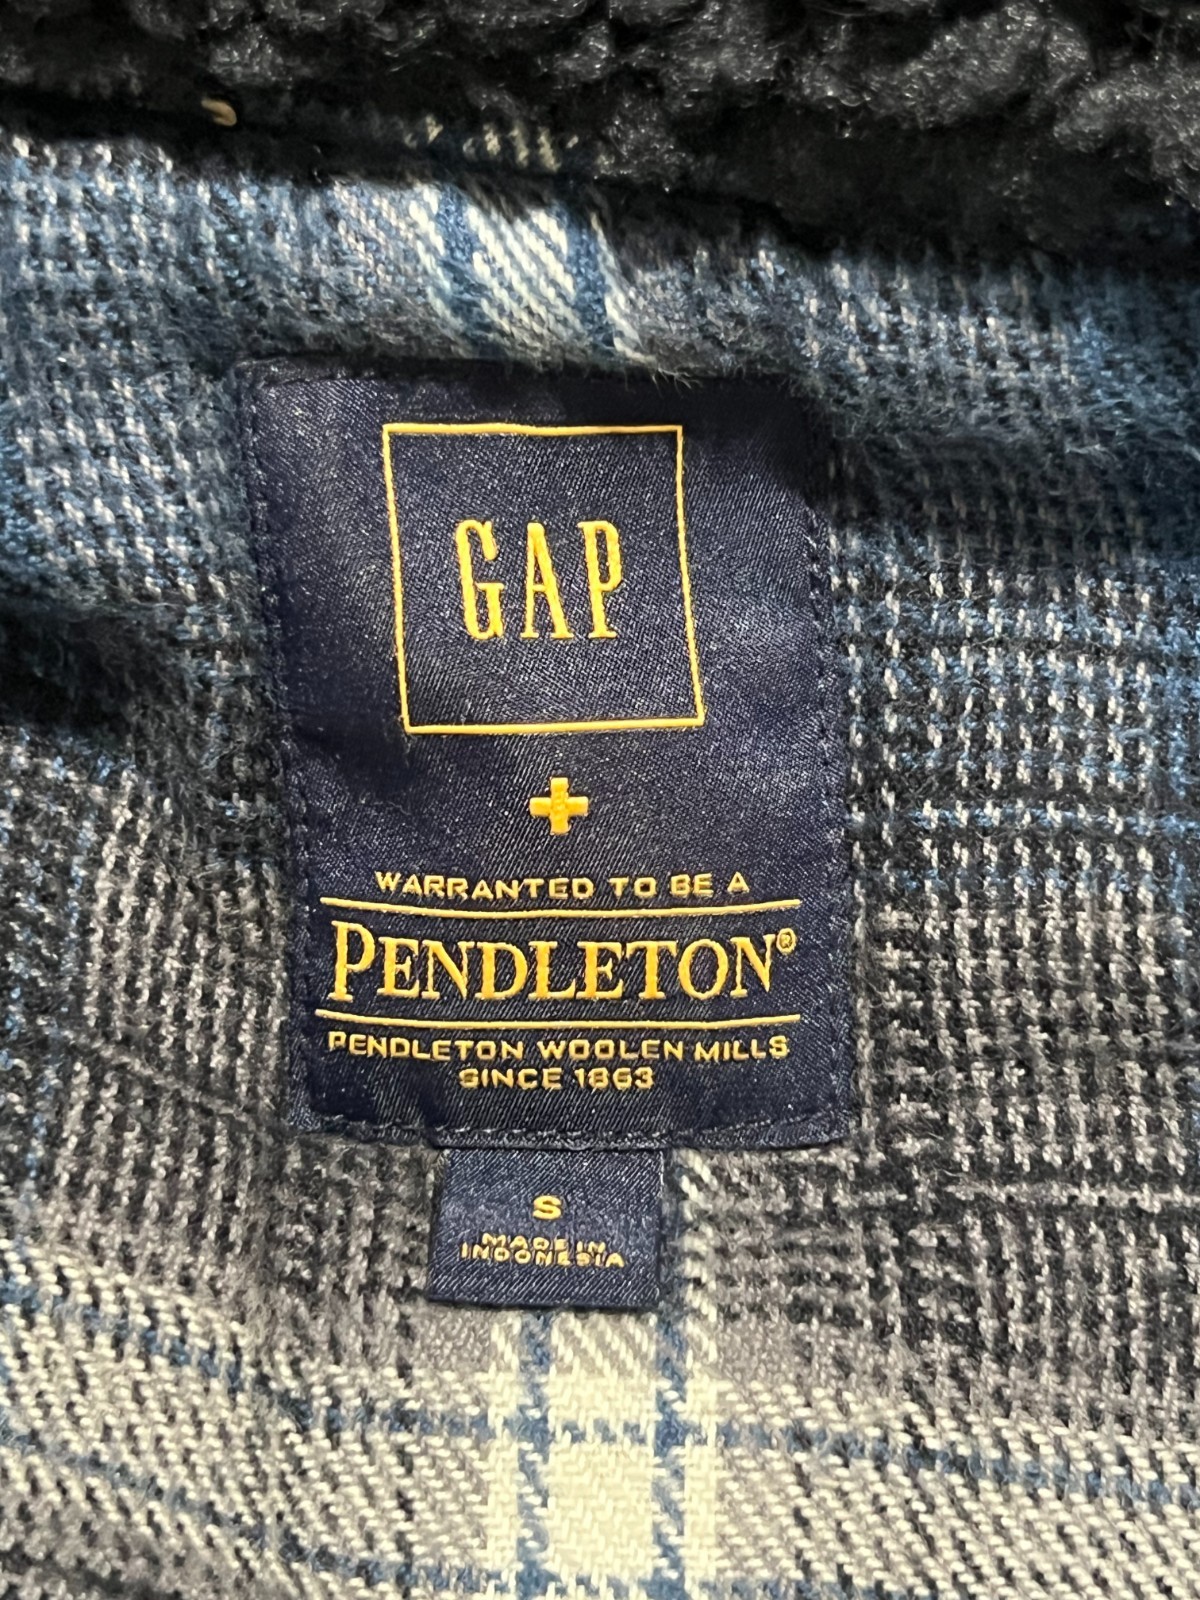 GAP
+
WARRANTED TO BE A
PENDLETON®
PENDLETON WOOLEN MILLS
SINCE 1863
S
MADE IN
INDONESIA